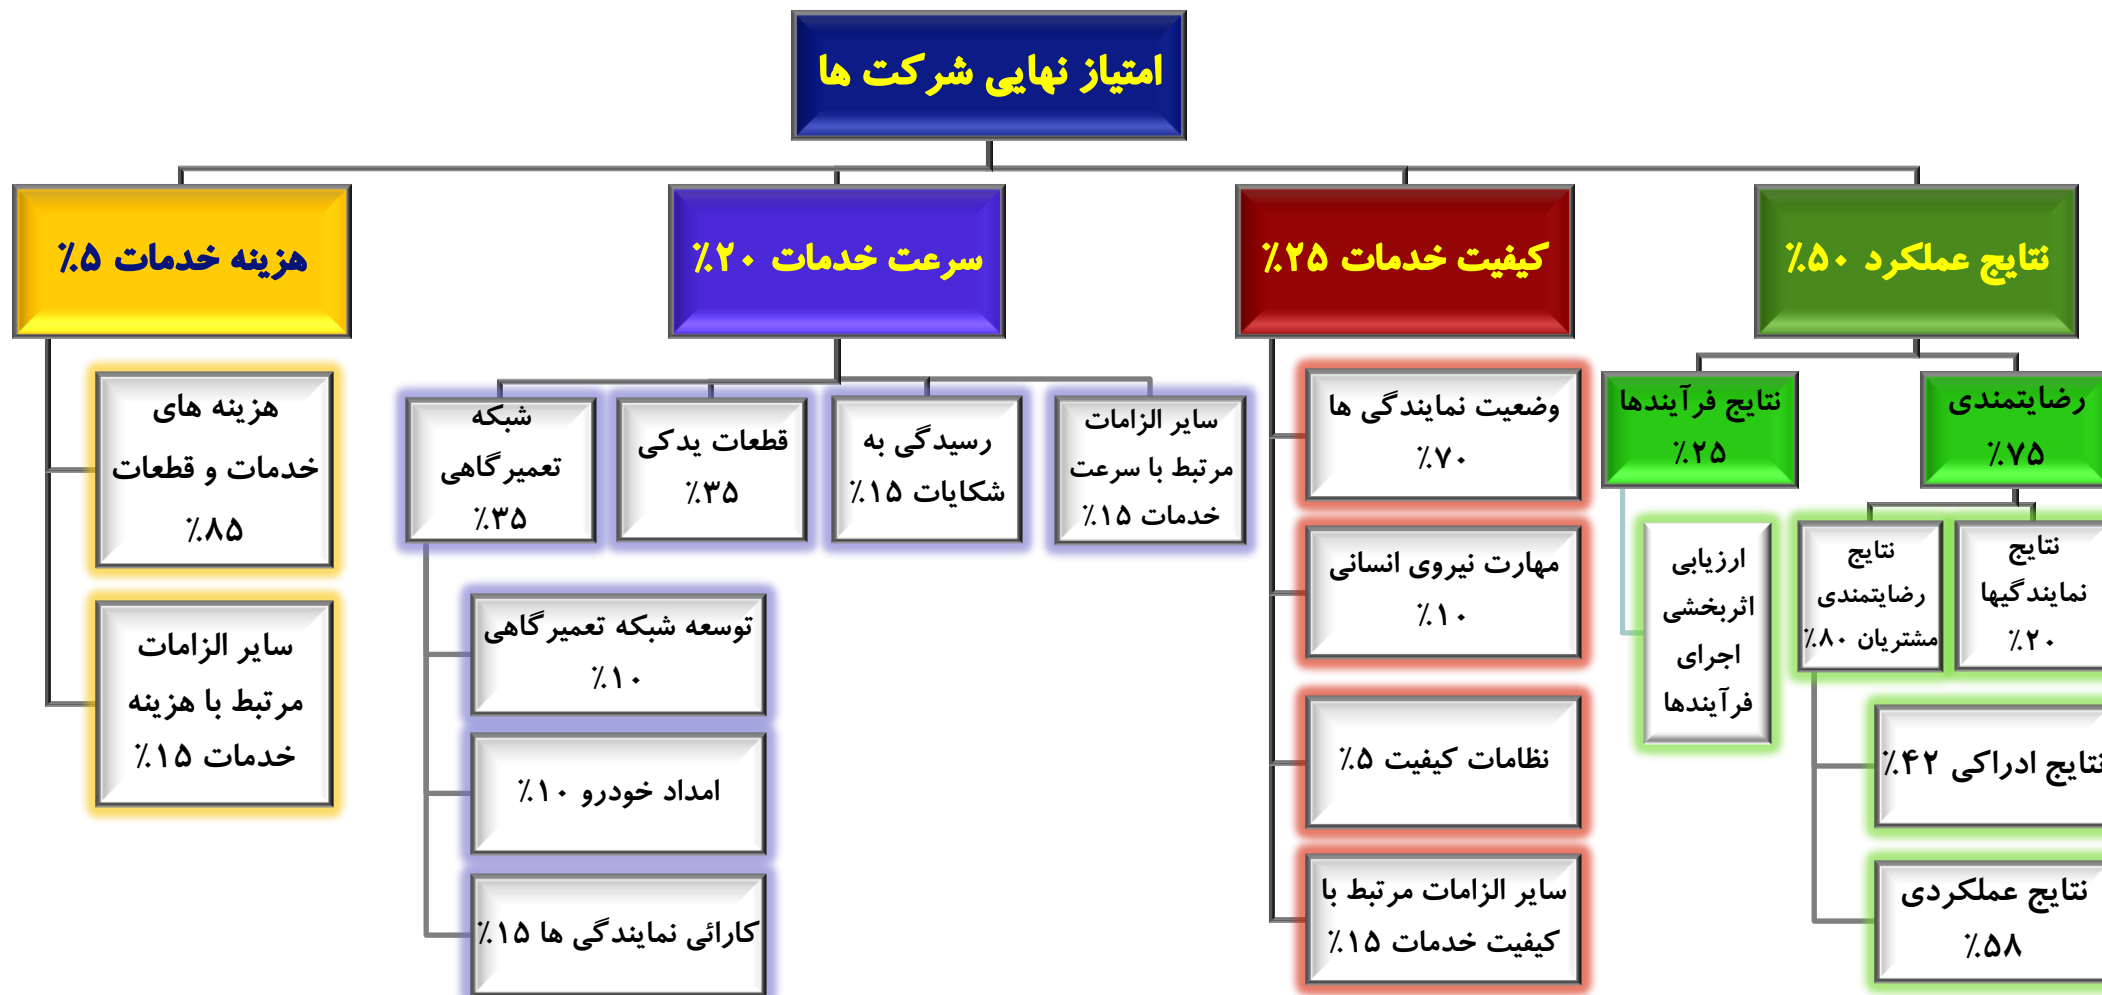 امتیاز نهایی شرکت ها
نتایج عملکرد ۵۰٪
کیفیت خدمات ۲۵٪
سرعت خدمات ۲۰٪
هزینه خدمات ۵٪
رضایتمندی
۷۵٪
نتایج فرآیندها
۲۵٪
نتایج
نمایندگیها
۲۰٪
نتایج
رضایتمندی
مشتریان ۸۰٪
نتایج ادراکی ۴۲٪
نتایج عملکردی
۵۸٪
ارزیابی
اثربخشی
اجرای
فرآیندها
وضعیت نمایندگی ها
۷۰٪
مهارت نیروی انسانی
۱۰٪
نظامات کیفیت ۵٪
سایر الزامات مرتبط با
کیفیت خدمات ۱۵٪
سایر الزامات
مرتبط با سرعت
خدمات ۱۵٪
رسیدگی به
شکایات ۱۵٪
قطعات یدکی
۳۵٪
شبکه
تعمیرگاهی
۳۵٪
توسعه شبکه تعمیرگاهی
۱۰٪
امداد خودرو ۱۰٪
کارائی نمایندگی ها ۱۵٪
هزینه های
خدمات و قطعات
۸۵٪
سایر الزامات
مرتبط با هزینه
خدمات ۱۵٪